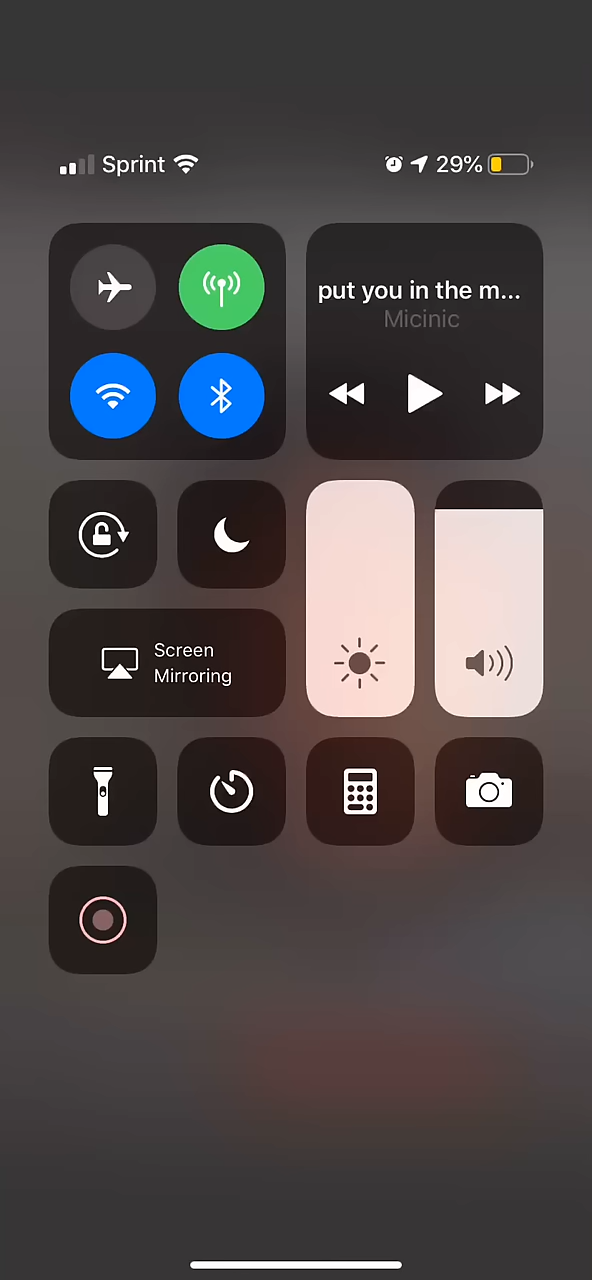 Sprint 29%
put you in the m...
Micinic
Screen
Mirroring